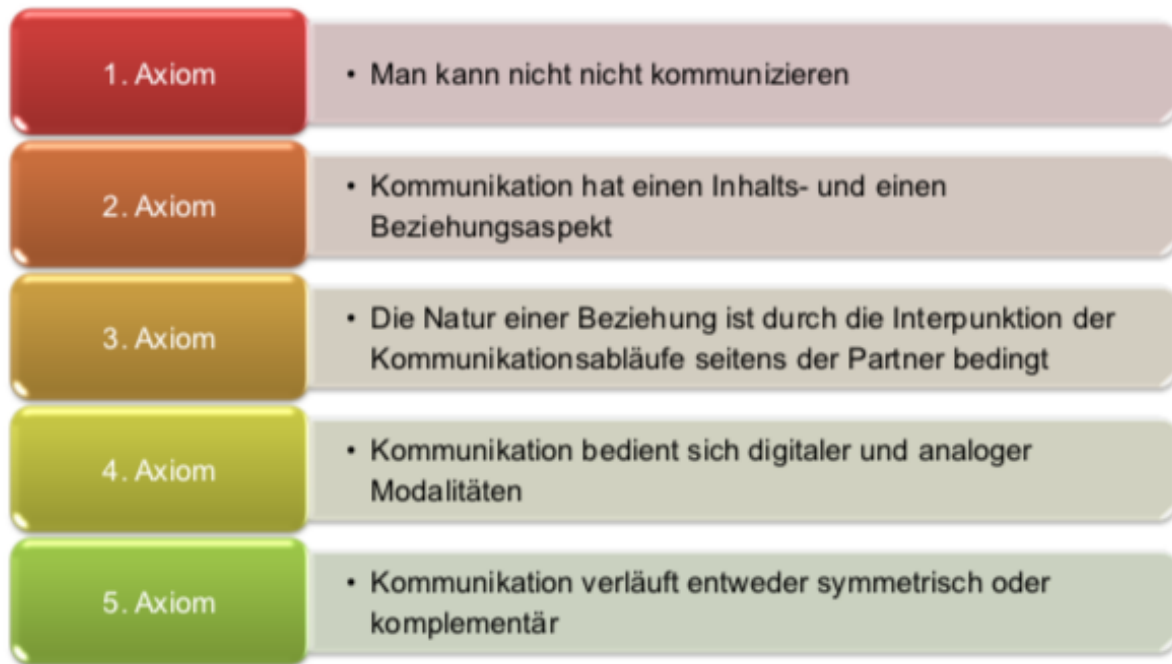 1. Axiom
• Man kann nicht nicht kommunizieren
2. Axiom
• Kommunikation hat einen Inhalts- und einen
Beziehungsaspekt
3. Axiom
• Die Natur einer Beziehung ist durch die Interpunktion der
Kommunikationsabläufe seitens der Partner bedingt
4. Axiom
• Kommunikation bedient sich digitaler und analoger
Modalitäten
5. Axiom
• Kommunikation verläuft entweder symmetrisch oder
komplementär